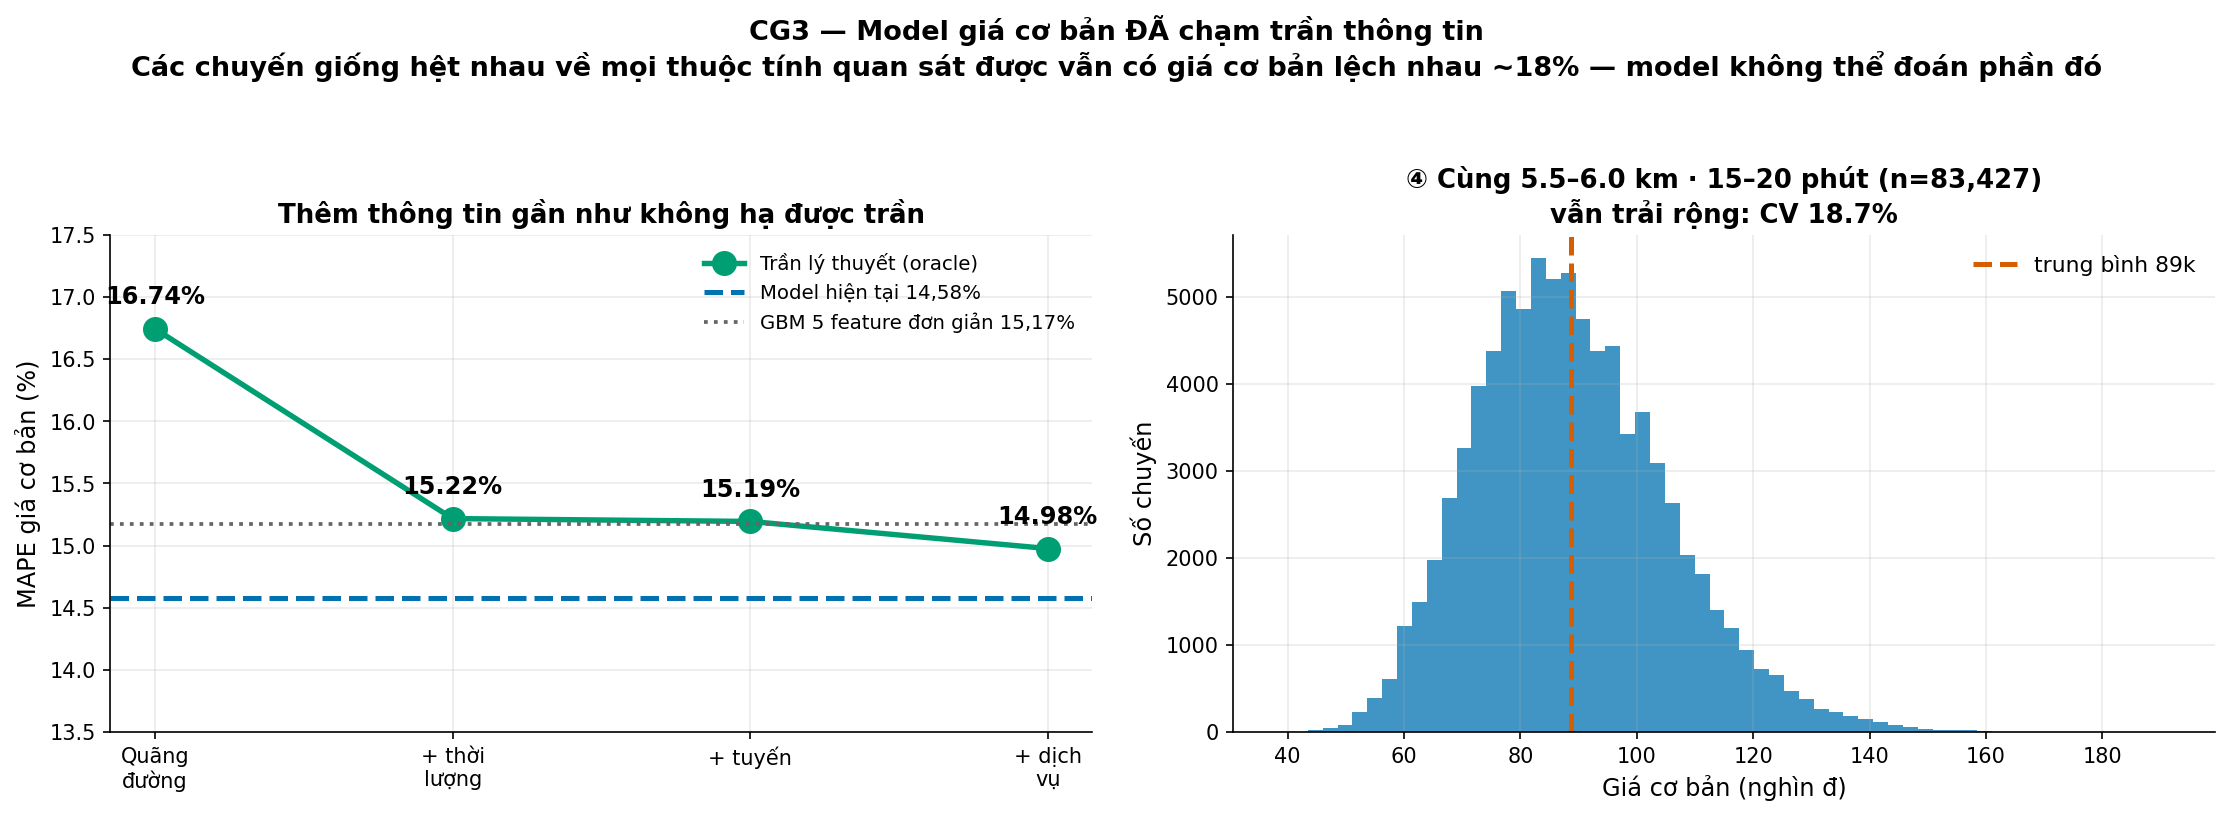 CG3 — Model giá cơ bản ĐÃ chạm trần thông tin
Các chuyến giống hệt nhau về mọi thuộc tính quan sát được vẫn có giá cơ bản lệch nhau ~18% — model không thể đoán phần đó
Thêm thông tin gần như không hạ được trần
MAPE giá cơ bản (%)
17.5
17.0
16.5
16.0
15.5
15.0
14.5
14.0
13.5
16.74%
15.22%
15.19%
14.98%
Trần lý thuyết (oracle)
Model hiện tại 14,58%
GBM 5 feature đơn giản 15,17%
Quãng
đường
+ thời
lượng
+ tuyến
+ dịch
vụ
④ Cùng 5.5–6.0 km · 15–20 phút (n=83,427)
vẫn trải rộng: CV 18.7%
Số chuyến
5000
4000
3000
2000
1000
0
trung bình 89k
40
60
80
100
120
140
160
180
Giá cơ bản (nghìn đ)